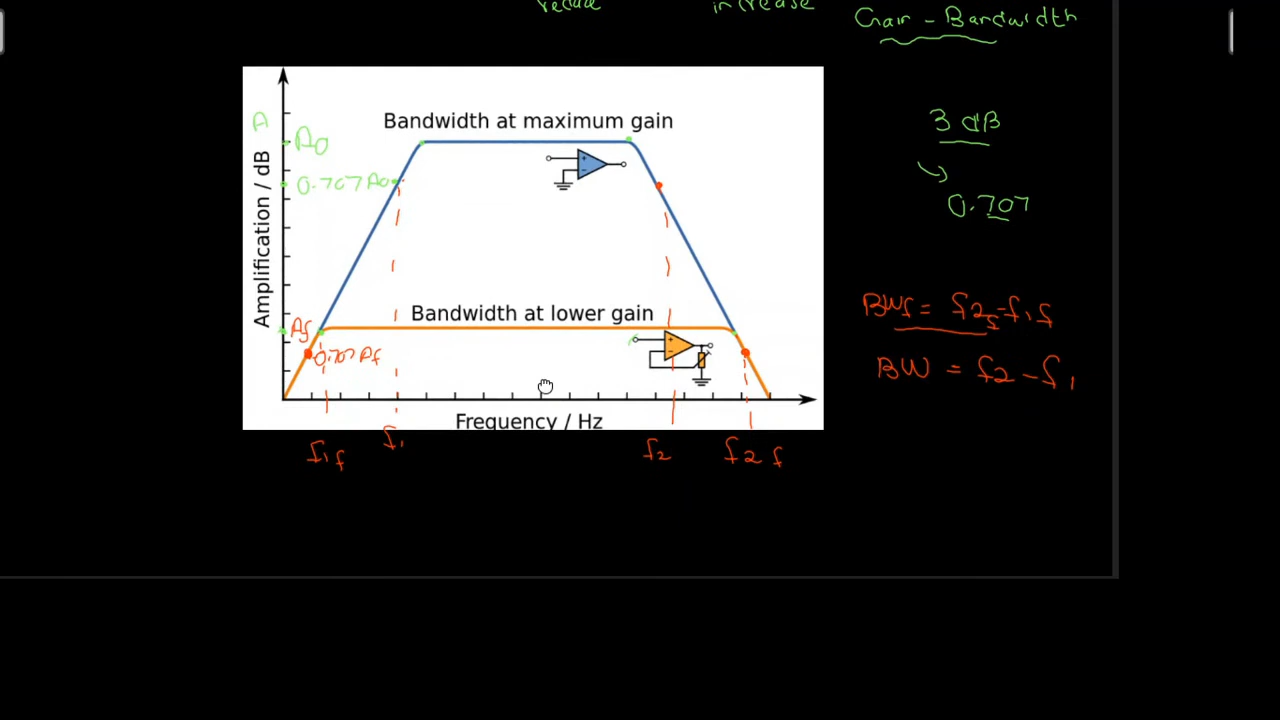 increase
Gain - Bandwidth
Bandwidth at maximum gain
A
A0
3 dB
0.707 A0
0.707
Amplification / dB
BWf = f2f - f1f
Bandwidth at lower gain
Af
0.707 Af
BW = f2 - f1
Frequency / Hz
f1f f1 f2 f2f